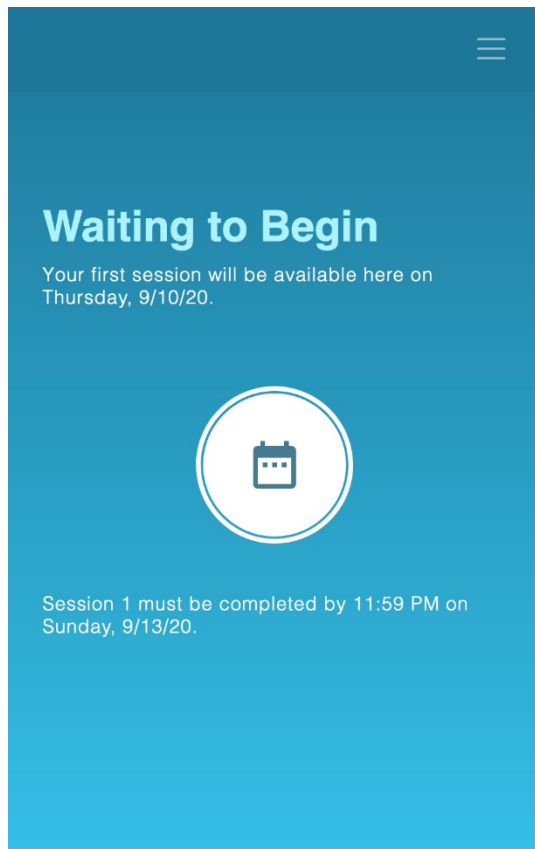 Waiting to Begin
Your first session will be available here on
Thursday, 9/10/20.
Session 1 must be completed by 11:59 PM on
Sunday, 9/13/20.